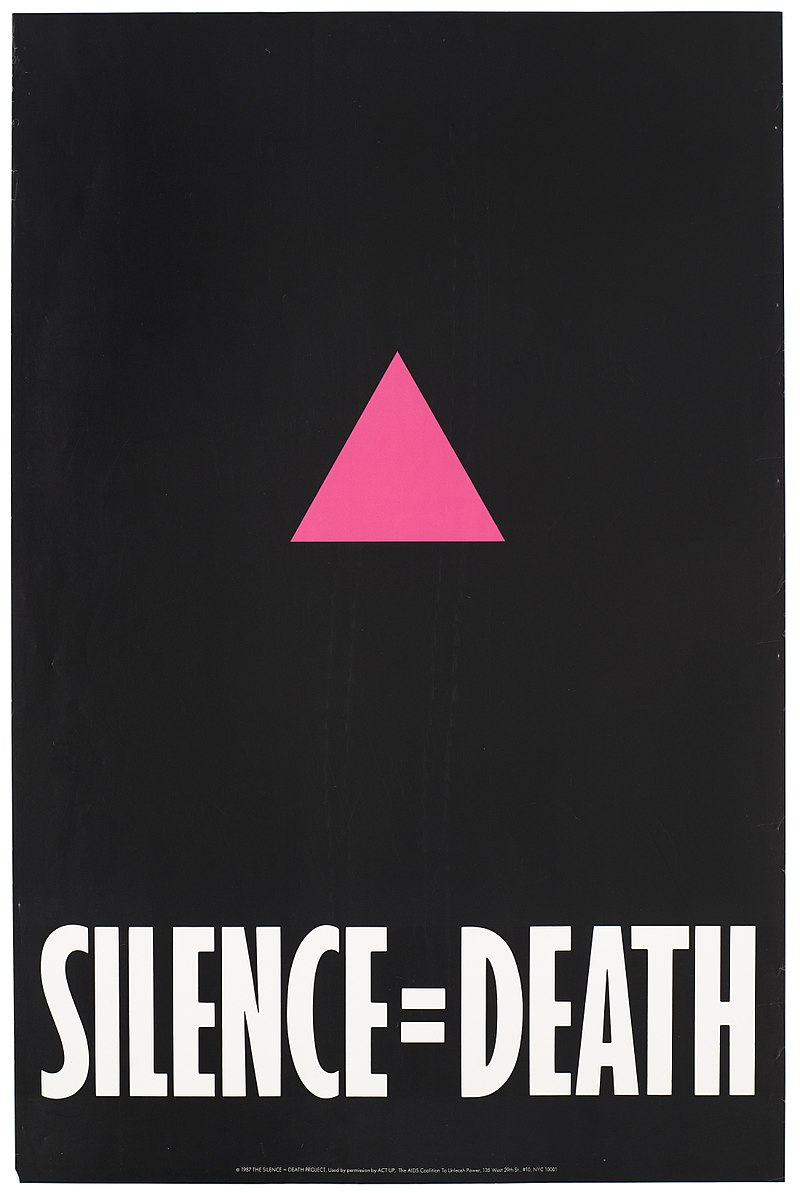 SILENCE=DEATH
© 1987 THE SILENCE = DEATH PROJECT. Used by permission by ACT UP, The AIDS Coalition To Unleash Power, 135 West 29th St., #10, NYC 10001